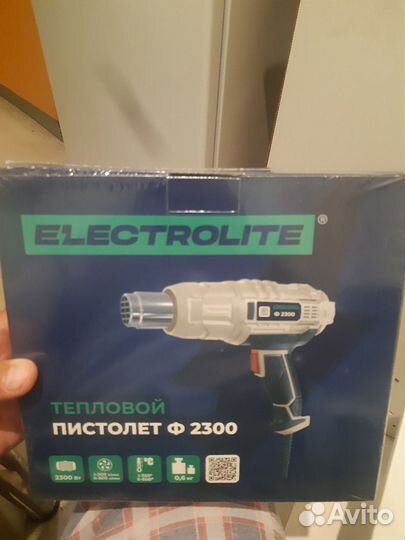 ELECTROLITE®
Ф 2300
ТЕПЛОВОЙ
ПИСТОЛЕТ Ф 2300
2300 Вт
0,6 кг
Avito